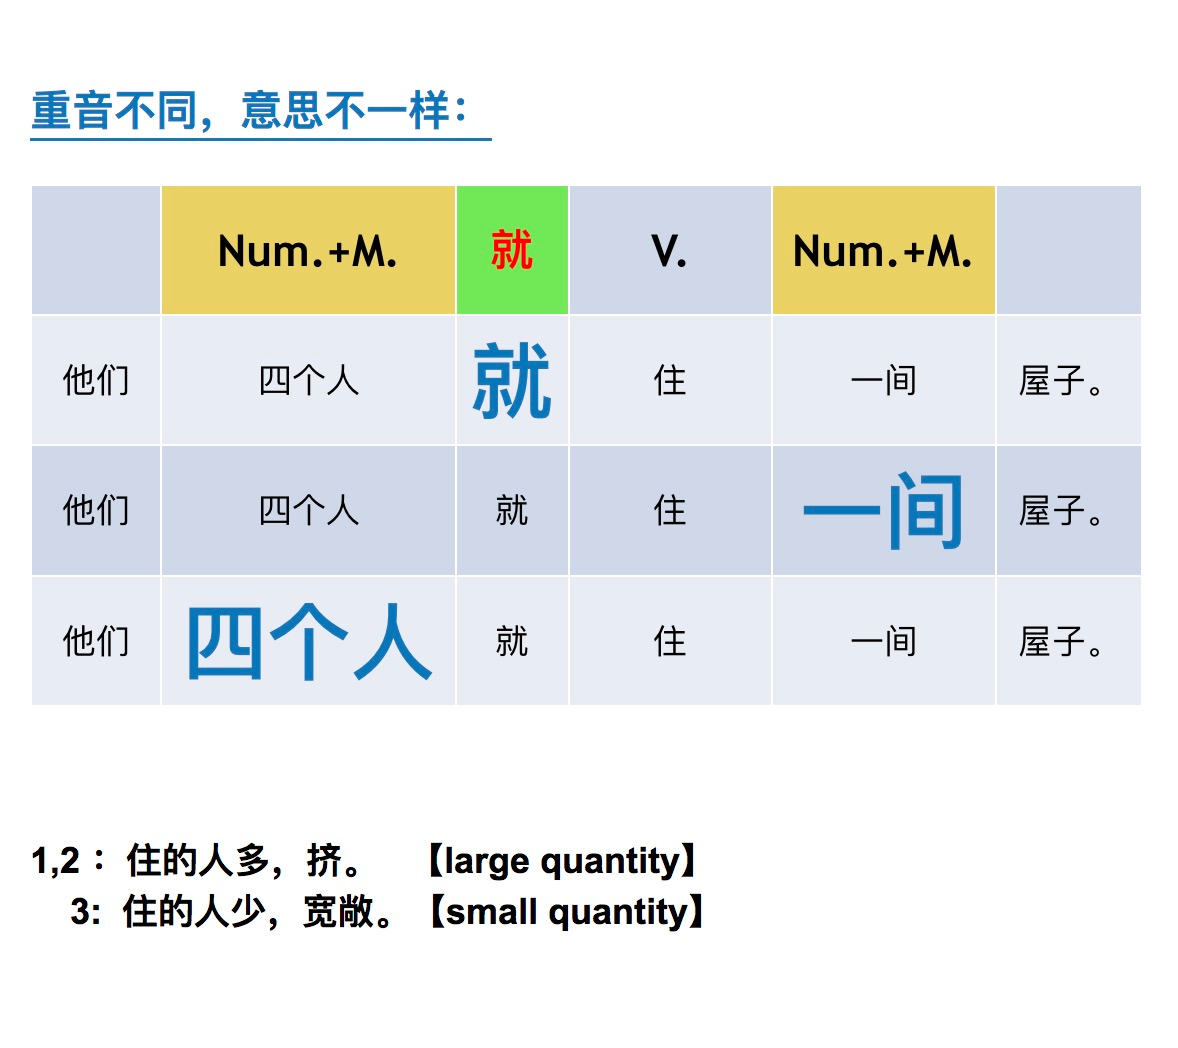 重音不同，意思不一样：
Num.+M. 就 V. Num.+M.
他们 四个人 就 住 一间 屋子。
他们 四个人 就 住 一间 屋子。
他们 四个人 就 住 一间 屋子。
1,2： 住的人多，挤。 【large quantity】
3: 住的人少，宽敞。 【small quantity】